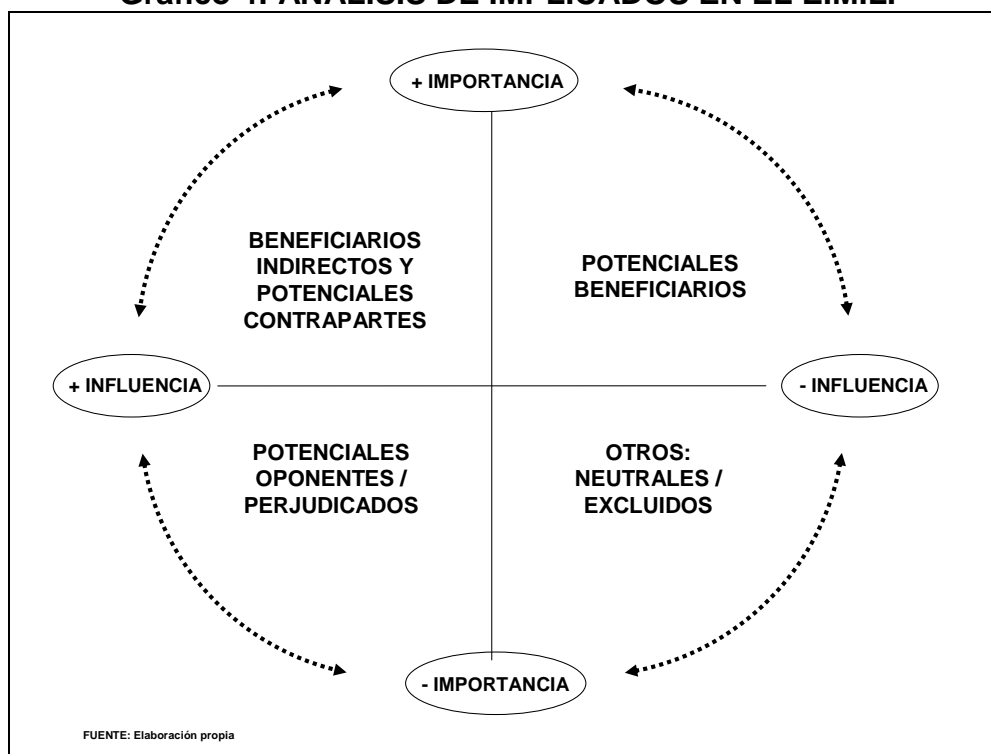 + IMPORTANCIA
BENEFICIARIOS
INDIRECTOS Y
POTENCIALES
CONTRAPARTES
POTENCIALES
BENEFICIARIOS
+ INFLUENCIA
- INFLUENCIA
POTENCIALES
OPONENTES /
PERJUDICADOS
OTROS:
NEUTRALES /
EXCLUIDOS
- IMPORTANCIA
FUENTE: Elaboración propia